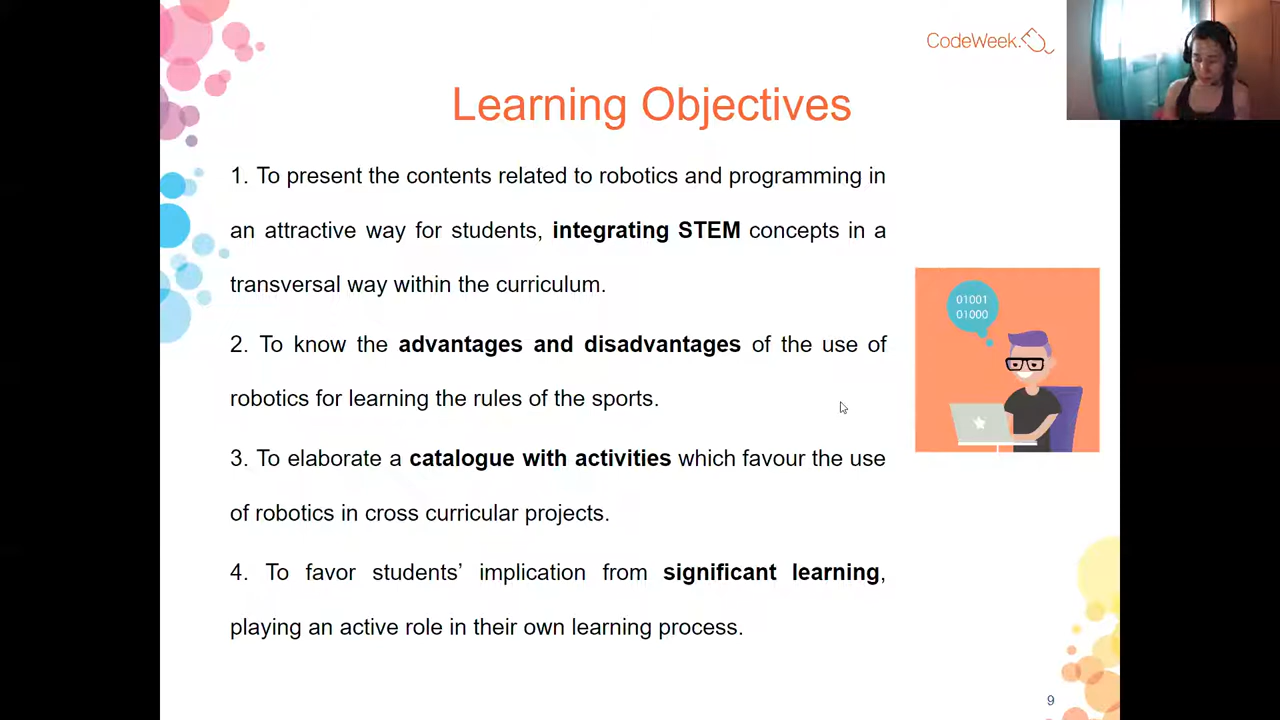 CodeWeek.
Learning Objectives
1. To present the contents related to robotics and programming in
an attractive way for students, integrating STEM concepts in a
transversal way within the curriculum.
2. To know the advantages and disadvantages of the use of
robotics for learning the rules of the sports.
3. To elaborate a catalogue with activities which favour the use
of robotics in cross curricular projects.
4. To favor students’ implication from significant learning,
playing an active role in their own learning process.
01001
01000
9